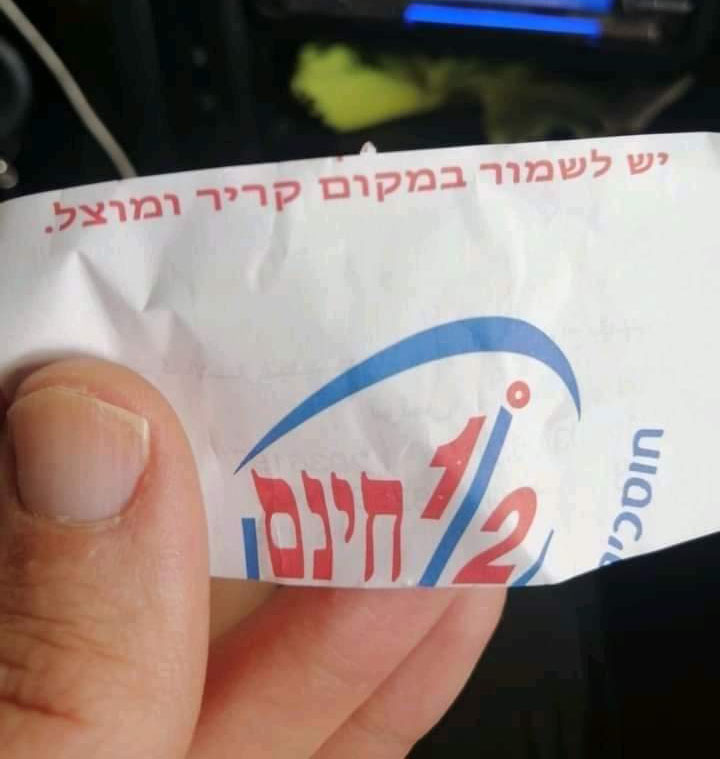 יש לשמור במקום קריר ומוצל.
1/2 חינם